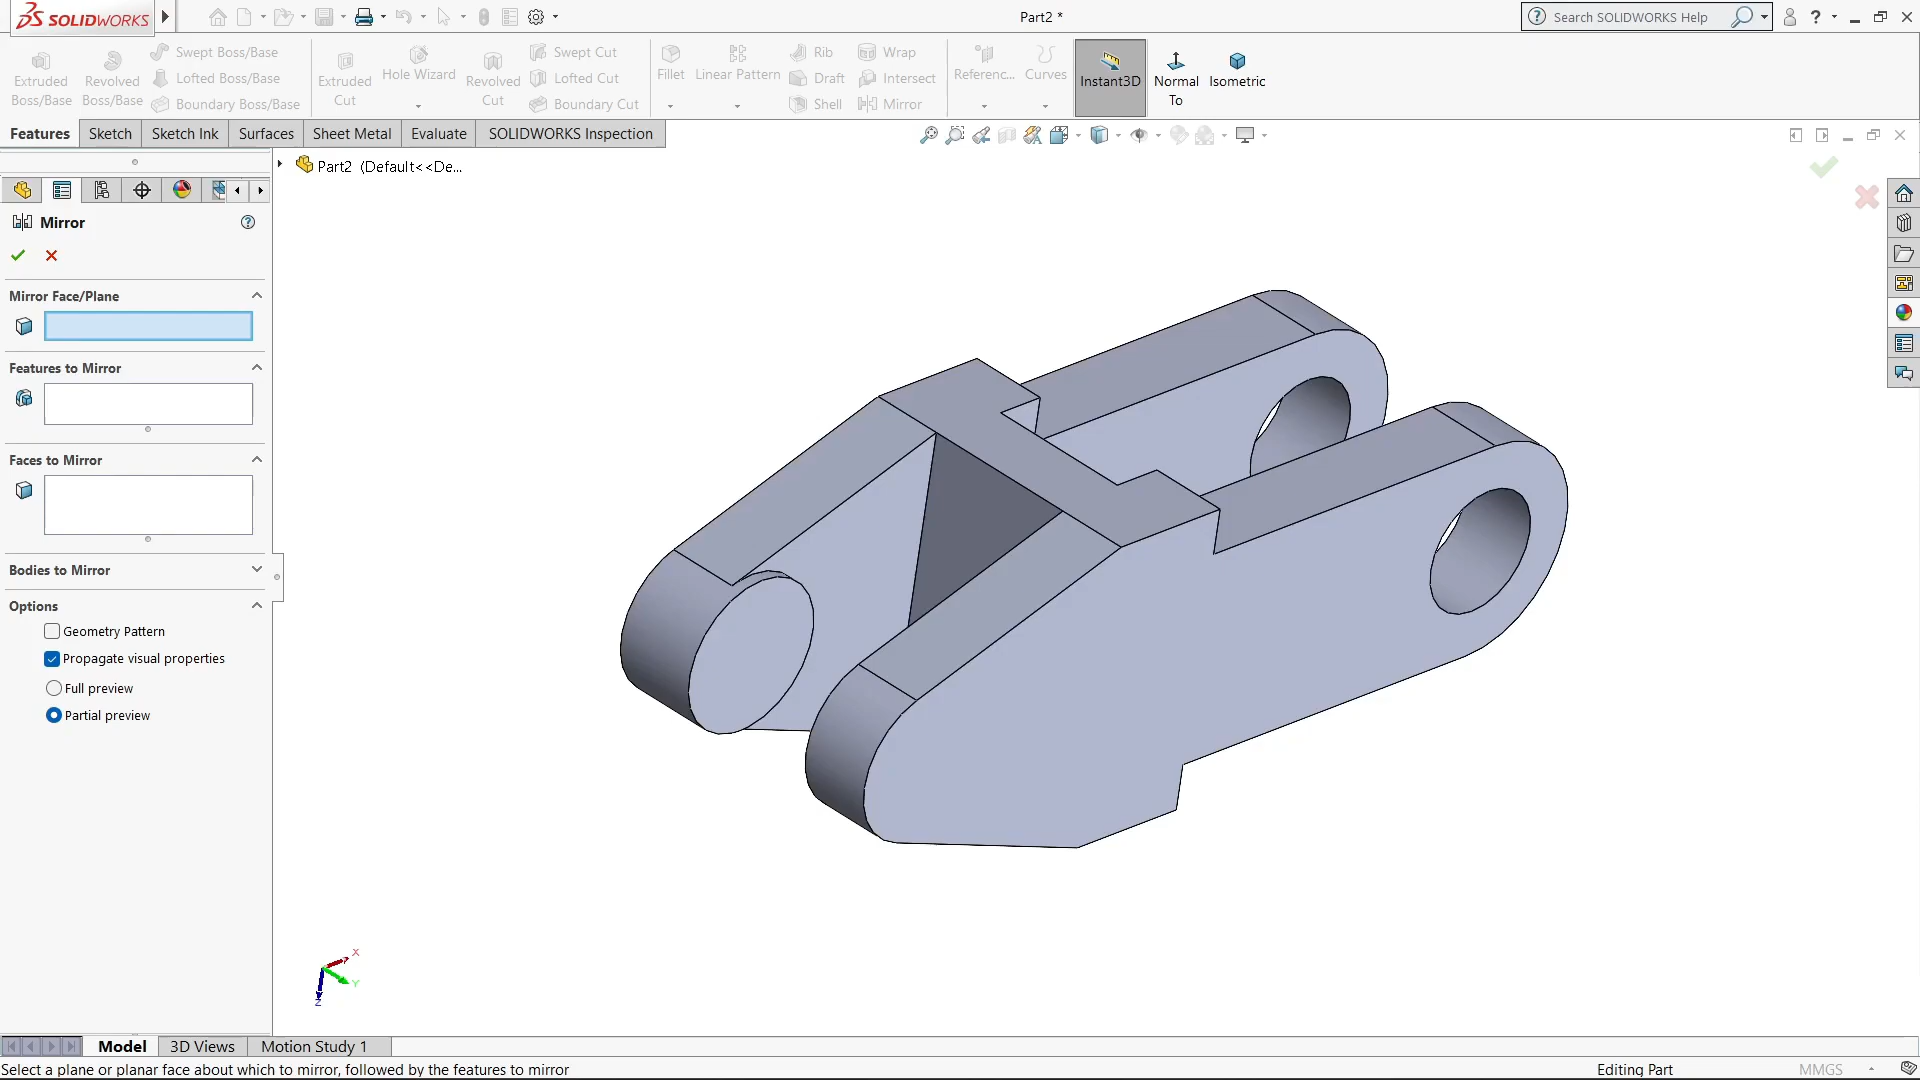 SOLIDWORKS
Part2 *
Search SOLIDWORKS Help
Extruded Boss/Base
Revolved Boss/Base
Swept Boss/Base
Lofted Boss/Base
Boundary Boss/Base
Extruded Cut
Hole Wizard
Revolved Cut
Swept Cut
Lofted Cut
Boundary Cut
Fillet
Linear Pattern
Rib
Draft
Shell
Wrap
Intersect
Mirror
Referenc...
Curves
Instant3D
Normal To
Isometric
Features
Sketch
Sketch Ink
Surfaces
Sheet Metal
Evaluate
SOLIDWORKS Inspection
Part2 (Default<<De...
Mirror
Mirror Face/Plane
Features to Mirror
Faces to Mirror
Bodies to Mirror
Options
Geometry Pattern
Propagate visual properties
Full preview
Partial preview
X
Y
Z
Model
3D Views
Motion Study 1
Select a plane or planar face about which to mirror, followed by the features to mirror
Editing Part
MMGS